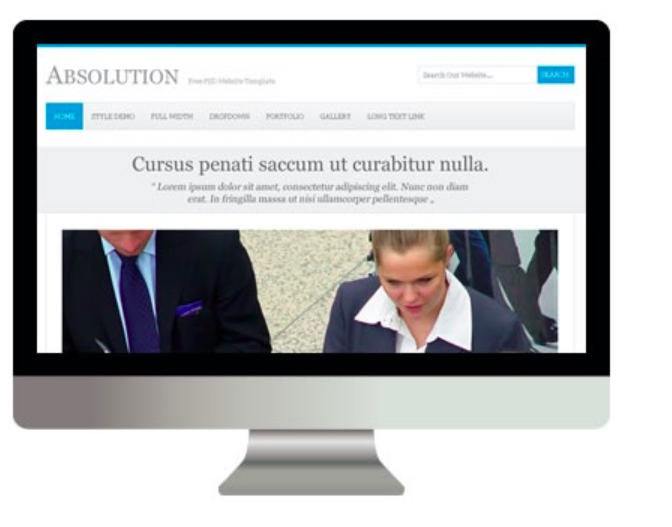 ABSOLUTION Free PSD Website Template
Search Our Website.... SEARCH
HOME STYLE DEMO FULL WIDTH DROPDOWN PORTFOLIO GALLERY LONG TEXT LINK
Cursus penati saccum ut curabitur nulla.
“ Lorem ipsum dolor sit amet, consectetur adipiscing elit. Nunc non diam
erat. In fringilla massa ut nisi ullamcorper pellentesque „